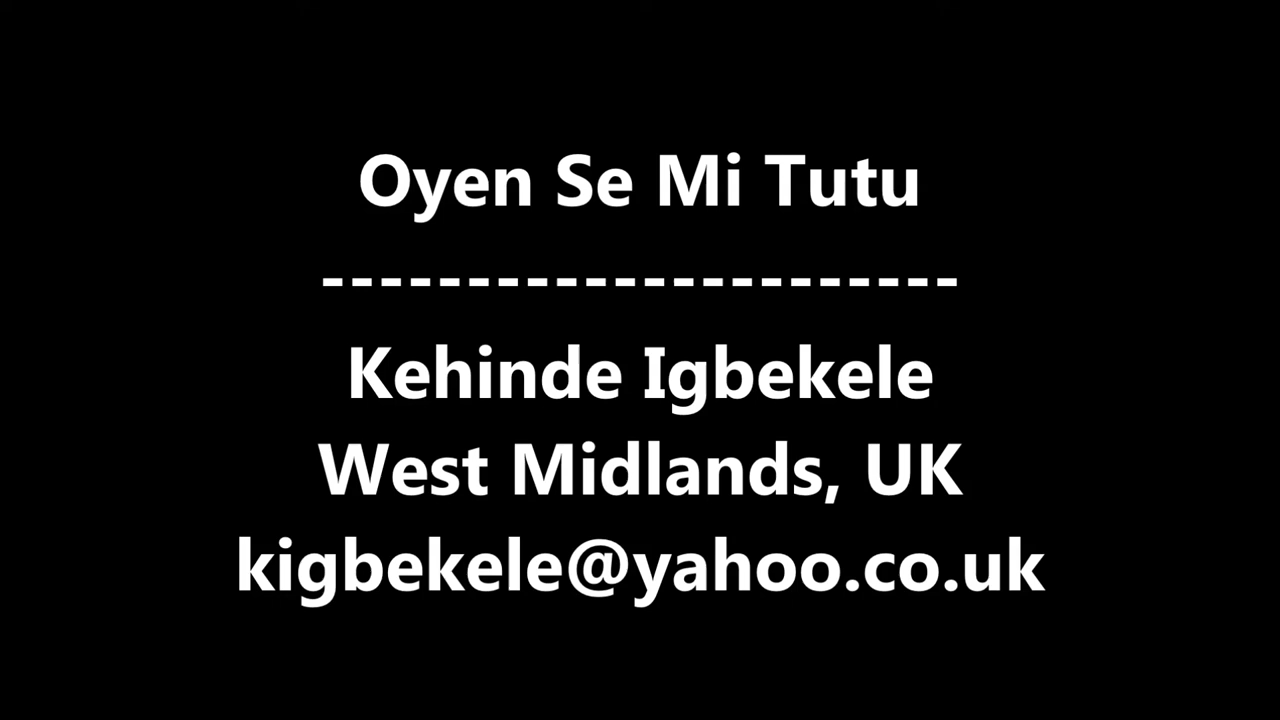 Oyen Se Mi Tutu
----------------------
Kehinde Igbekele
West Midlands, UK
kigbekele@yahoo.co.uk